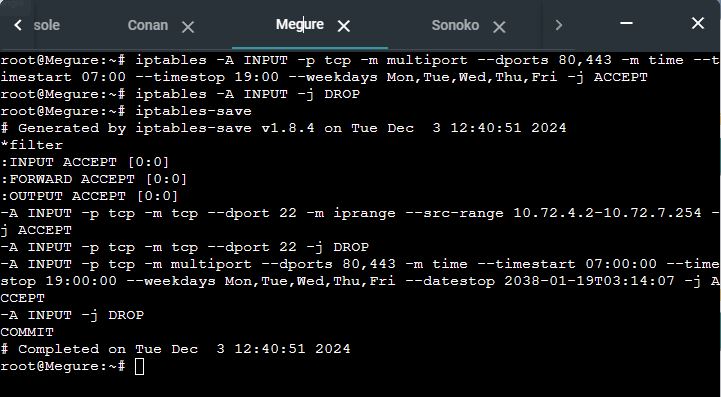 sole Conan Megure Sonoko
root@Megure:~# iptables -A INPUT -p tcp -m multiport --dports 80,443 -m time --t
imestart 07:00 --timestop 19:00 --weekdays Mon,Tue,Wed,Thu,Fri -j ACCEPT
root@Megure:~# iptables -A INPUT -j DROP
root@Megure:~# iptables-save
# Generated by iptables-save v1.8.4 on Tue Dec  3 12:40:51 2024
*filter
:INPUT ACCEPT [0:0]
:FORWARD ACCEPT [0:0]
:OUTPUT ACCEPT [0:0]
-A INPUT -p tcp -m tcp --dport 22 -m iprange --src-range 10.72.4.2-10.72.7.254 -
j ACCEPT
-A INPUT -p tcp -m tcp --dport 22 -j DROP
-A INPUT -p tcp -m multiport --dports 80,443 -m time --timestart 07:00:00 --time
stop 19:00:00 --weekdays Mon,Tue,Wed,Thu,Fri --datestop 2038-01-19T03:14:07 -j A
CCEPT
-A INPUT -j DROP
COMMIT
# Completed on Tue Dec  3 12:40:51 2024
root@Megure:~#